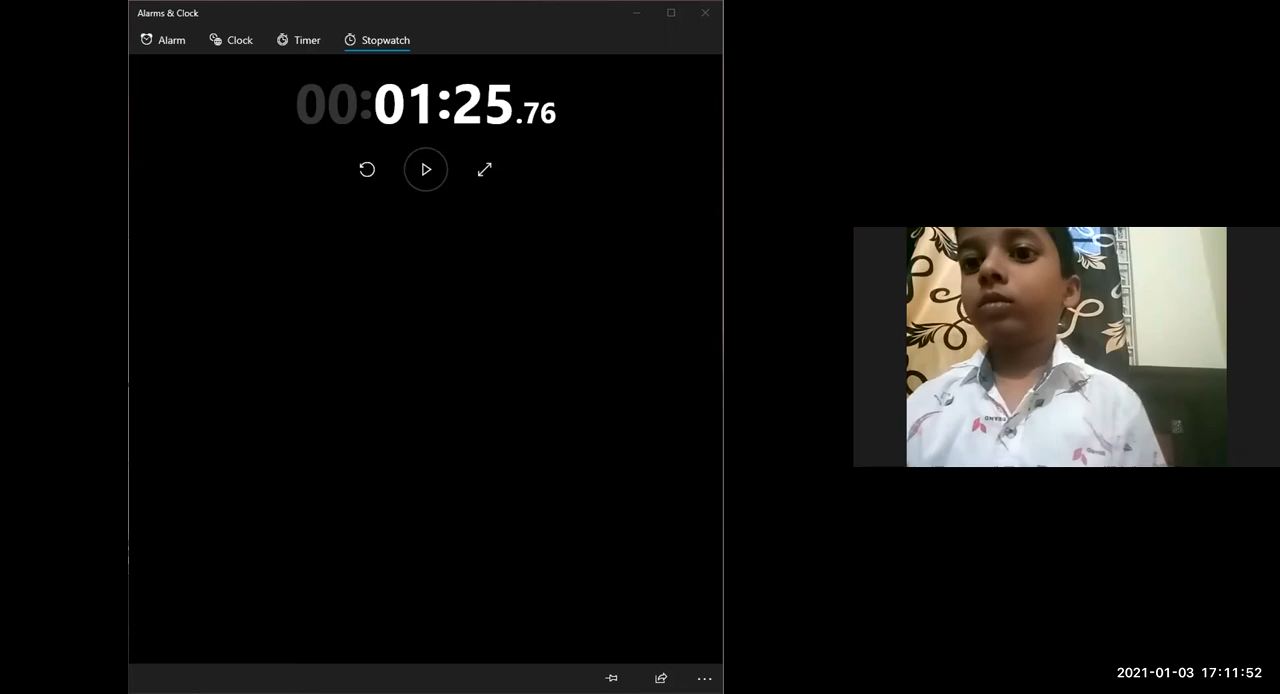 Alarms & Clock
Alarm Clock Timer Stopwatch
00:01:25.76
2021-01-03 17:11:52